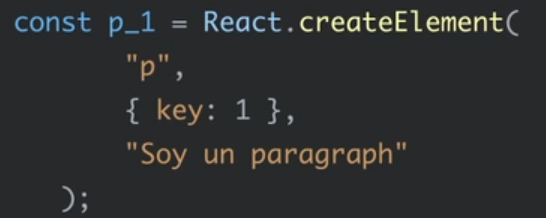 const p_1 = React.createElement(
"p",
{ key: 1 },
"Soy un paragraph"
);